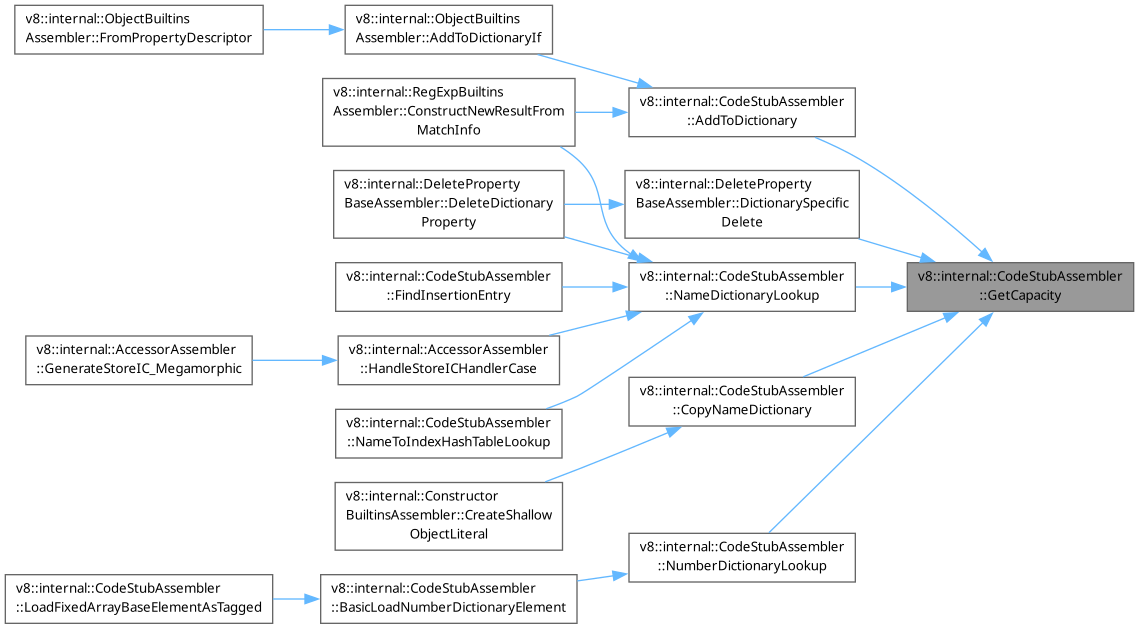 v8::internal::ObjectBuiltins
Assembler::FromPropertyDescriptor
v8::internal::ObjectBuiltins
Assembler::AddToDictionaryIf
v8::internal::RegExpBuiltins
Assembler::ConstructNewResultFrom
MatchInfo
v8::internal::CodeStubAssembler
::AddToDictionary
v8::internal::DeleteProperty
BaseAssembler::DeleteDictionary
Property
v8::internal::DeleteProperty
BaseAssembler::DictionarySpecific
Delete
v8::internal::CodeStubAssembler
::FindInsertionEntry
v8::internal::CodeStubAssembler
::NameDictionaryLookup
v8::internal::CodeStubAssembler
::GetCapacity
v8::internal::AccessorAssembler
::GenerateStoreIC_Megamorphic
v8::internal::AccessorAssembler
::HandleStoreICHandlerCase
v8::internal::CodeStubAssembler
::CopyNameDictionary
v8::internal::CodeStubAssembler
::NameToIndexHashTableLookup
v8::internal::Constructor
BuiltinsAssembler::CreateShallow
ObjectLiteral
v8::internal::CodeStubAssembler
::NumberDictionaryLookup
v8::internal::CodeStubAssembler
::LoadFixedArrayBaseElementAsTagged
v8::internal::CodeStubAssembler
::BasicLoadNumberDictionaryElement